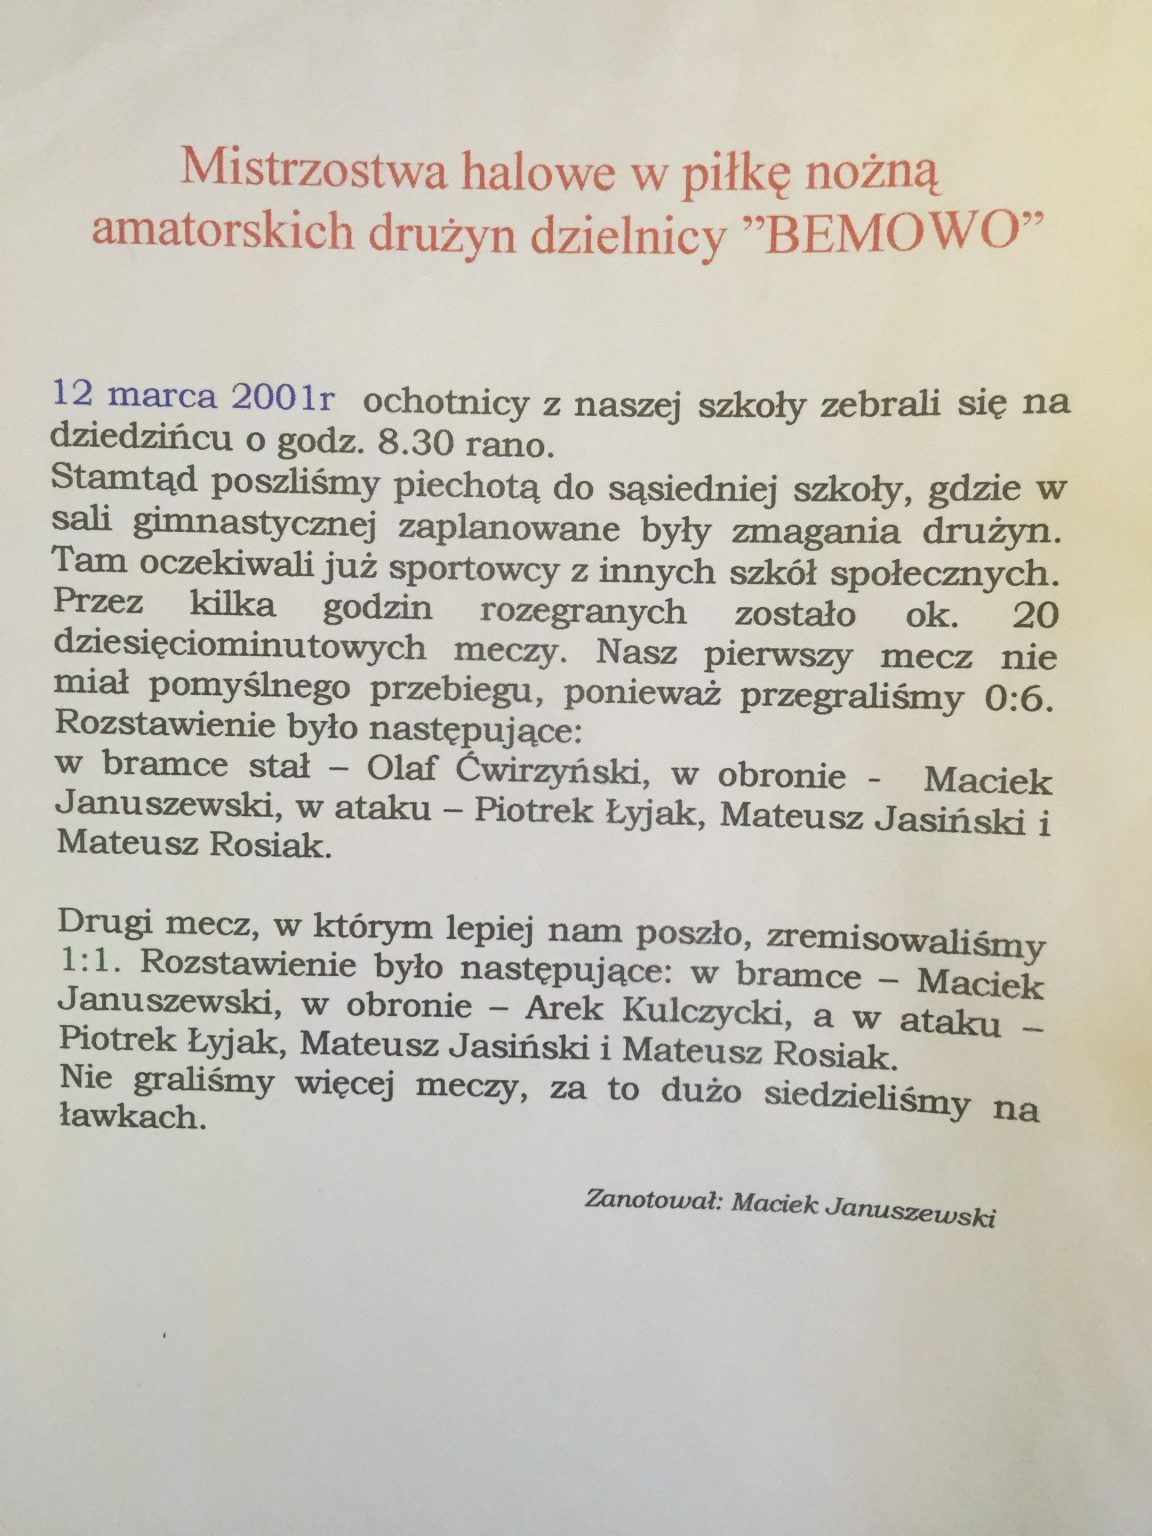 Mistrzostwa halowe w piłkę nożną
amatorskich drużyn dzielnicy ”BEMOWO”
12 marca 2001r ochotnicy z naszej szkoły zebrali się na
dziedzińcu o godz. 8.30 rano.
Stamtąd poszliśmy piechotą do sąsiedniej szkoły, gdzie w
sali gimnastycznej zaplanowane były zmagania drużyn.
Tam oczekiwali już sportowcy z innych szkół społecznych.
Przez kilka godzin rozegranych zostało ok. 20
dziesięciominutowych meczy. Nasz pierwszy mecz nie
miał pomyślnego przebiegu, ponieważ przegraliśmy 0:6.
Rozstawienie było następujące:
w bramce stał – Olaf Ćwirzyński, w obronie - Maciek
Januszewski, w ataku – Piotrek Łyjak, Mateusz Jasiński i
Mateusz Rosiak.
Drugi mecz, w którym lepiej nam poszło, zremisowaliśmy
1:1. Rozstawienie było następujące: w bramce – Maciek
Januszewski, w obronie – Arek Kulczycki, a w ataku –
Piotrek Łyjak, Mateusz Jasiński i Mateusz Rosiak.
Nie graliśmy więcej meczy, za to dużo siedzieliśmy na
ławkach.
Zanotował: Maciek Januszewski